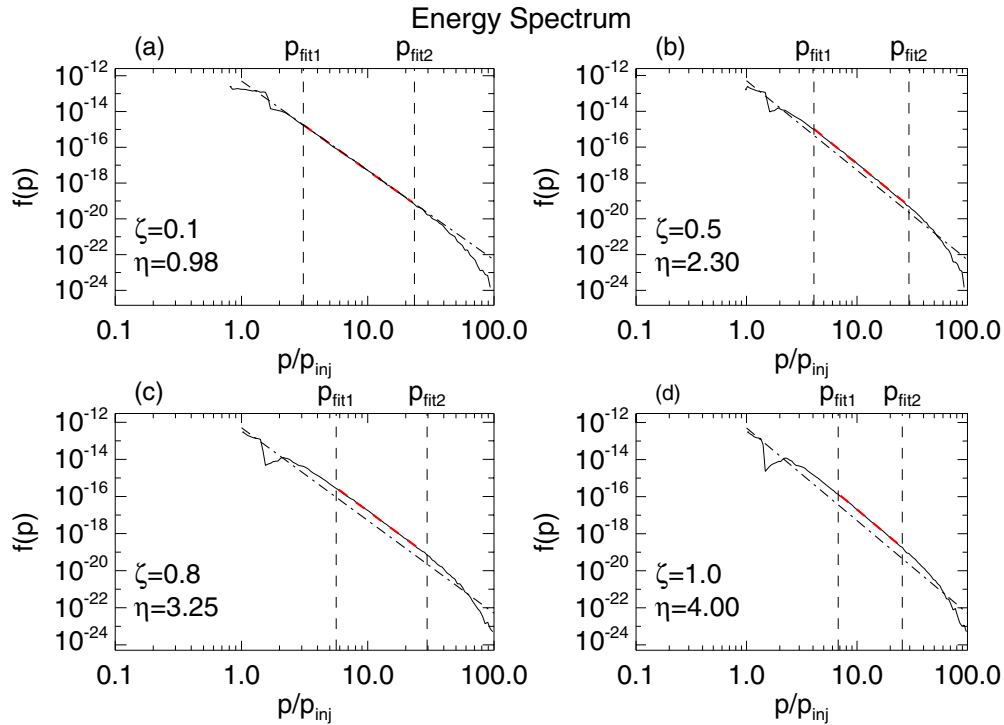 Energy Spectrum
(a) p_fit1 p_fit2
10^-12
10^-14
10^-16
10^-18
10^-20
10^-22
10^-24
f(p)
ζ=0.1
η=0.98
0.1 1.0 10.0 100.0
p/p_inj
(b) p_fit1 p_fit2
10^-12
10^-14
10^-16
10^-18
10^-20
10^-22
10^-24
f(p)
ζ=0.5
η=2.30
0.1 1.0 10.0 100.0
p/p_inj
(c) p_fit1 p_fit2
10^-12
10^-14
10^-16
10^-18
10^-20
10^-22
10^-24
f(p)
ζ=0.8
η=3.25
0.1 1.0 10.0 100.0
p/p_inj
(d) p_fit1 p_fit2
10^-12
10^-14
10^-16
10^-18
10^-20
10^-22
10^-24
f(p)
ζ=1.0
η=4.00
0.1 1.0 10.0 100.0
p/p_inj